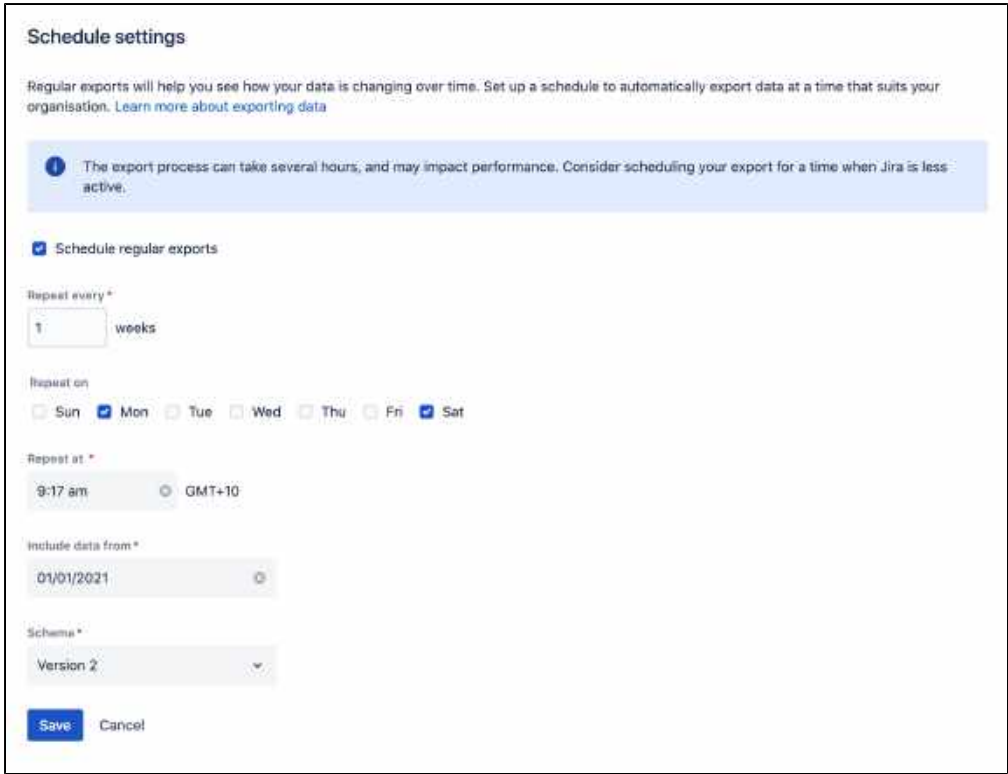 Schedule settings
Regular exports will help you see how your data is changing over time. Set up a schedule to automatically export data at a time that suits your
organisation. Learn more about exporting data
The export process can take several hours, and may impact performance. Consider scheduling your export for a time when Jira is less
active.
Schedule regular exports
Repeat every *
1 weeks
Repeat on
Sun Mon Tue Wed Thu Fri Sat
Repeat at *
9:17 am GMT+10
Include data from *
01/01/2021
Schema *
Version 2
Save Cancel